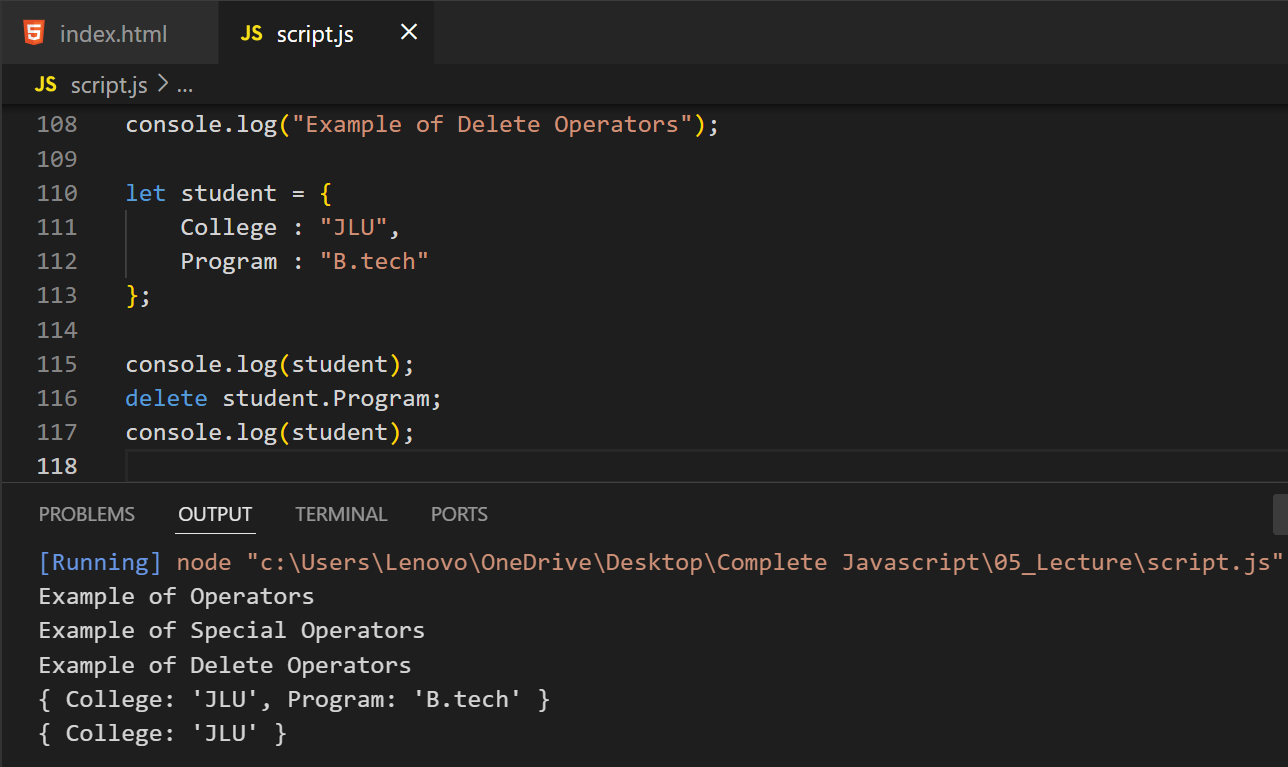 index.html JS script.js ×
JS script.js > ...
108 console.log("Example of Delete Operators");
109
110 let student = {
111 College : "JLU",
112 Program : "B.tech"
113 };
114
115 console.log(student);
116 delete student.Program;
117 console.log(student);
118
PROBLEMS OUTPUT TERMINAL PORTS
[Running] node "c:\Users\Lenovo\OneDrive\Desktop\Complete Javascript\05_Lecture\script.js"
Example of Operators
Example of Special Operators
Example of Delete Operators
{ College: 'JLU', Program: 'B.tech' }
{ College: 'JLU' }